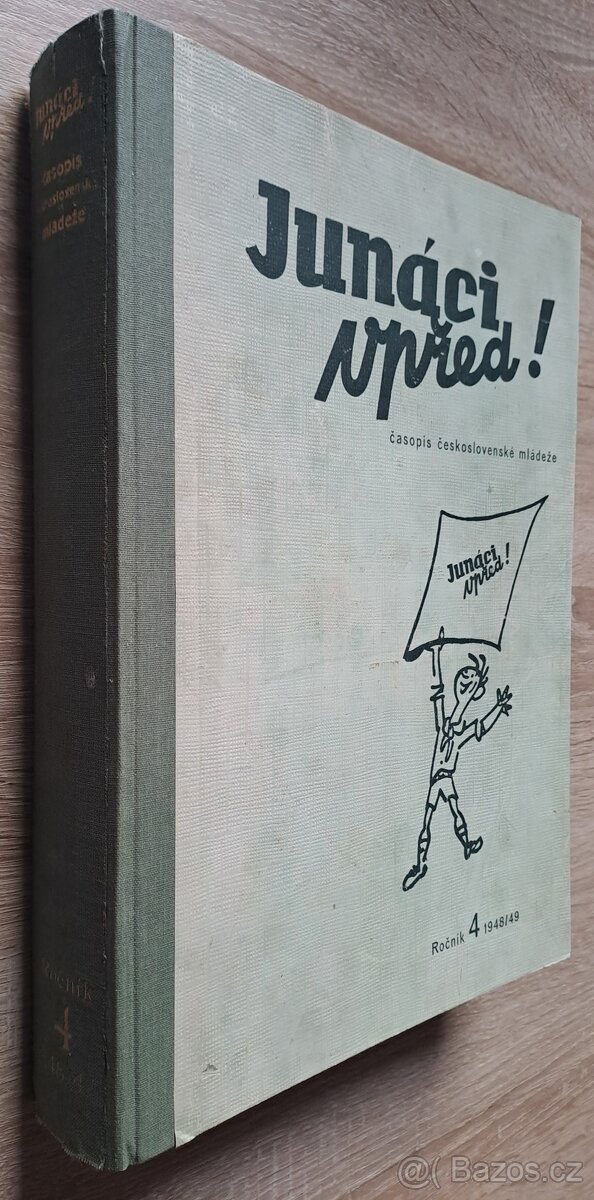 Junáci
vpřed!
časopis
mládeže
Ročník
4
Junáci
vpřed!
časopis československé mládeže
Junáci
vpřed!
Ročník 4 1948/49
@ Bazos.cz